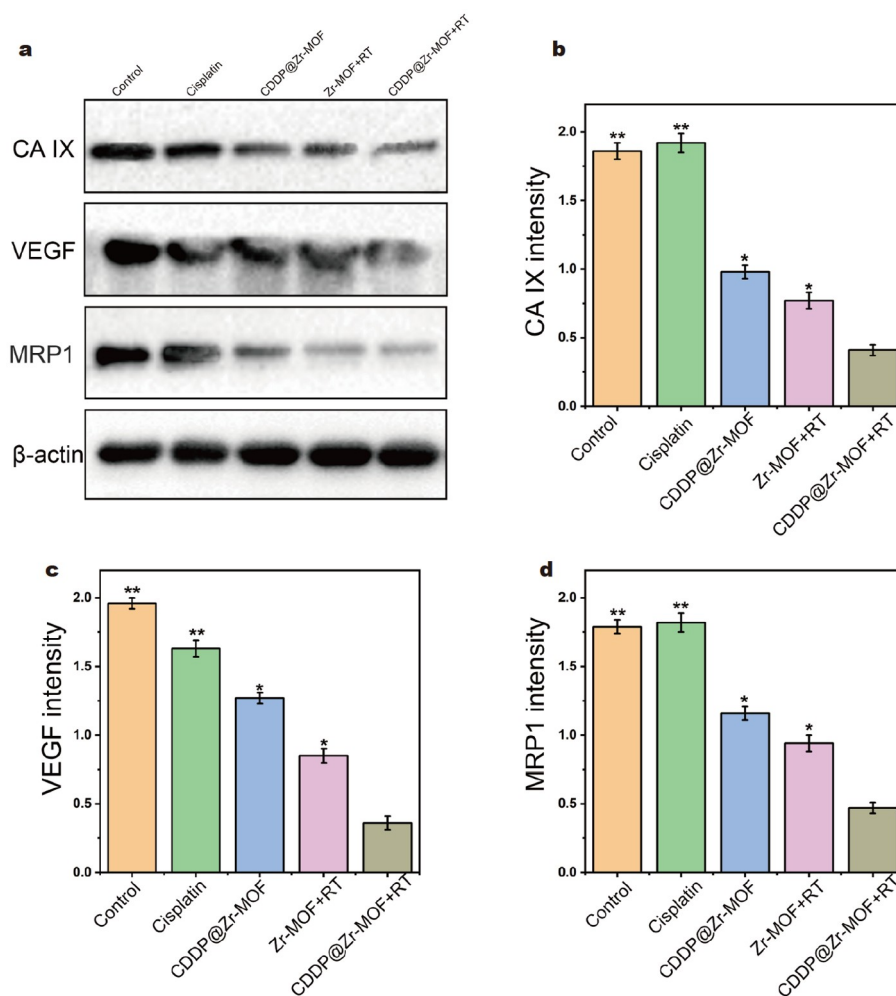 a
Control
Cisplatin
CDDP@Zr-MOF
Zr-MOF+RT
CDDP@Zr-MOF+RT
CA IX
VEGF
MRP1
β-actin
b
CA IX intensity
2.0
1.5
1.0
0.5
0.0
**
**
*
*
Control
Cisplatin
CDDP@Zr-MOF
Zr-MOF+RT
CDDP@Zr-MOF+RT
c
VEGF intensity
2.0
1.5
1.0
0.5
0.0
**
**
*
*
Control
Cisplatin
CDDP@Zr-MOF
Zr-MOF+RT
CDDP@Zr-MOF+RT
d
MRP1 intensity
2.0
1.5
1.0
0.5
0.0
**
**
*
*
Control
Cisplatin
CDDP@Zr-MOF
Zr-MOF+RT
CDDP@Zr-MOF+RT